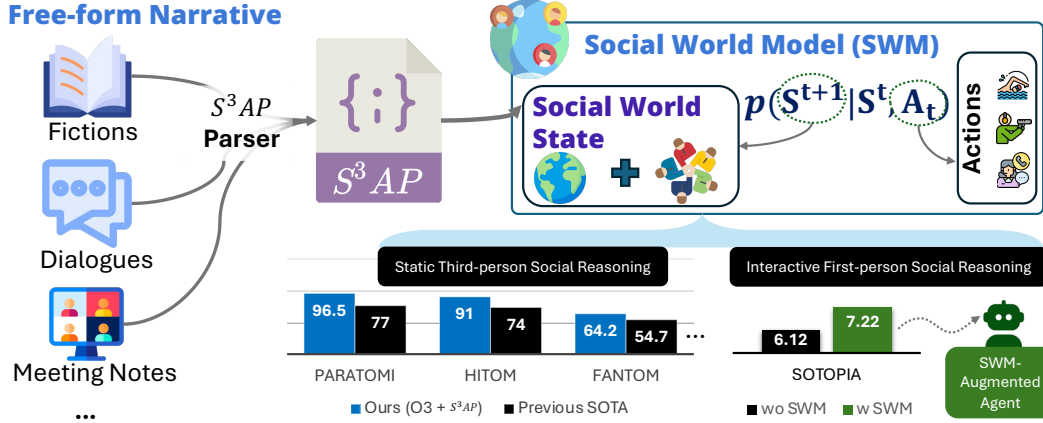 Free-form Narrative
Fictions
Dialogues
Meeting Notes
...
S³AP
Parser
{;}
S³AP
Social World Model (SWM)
Social World
State
p(S^{t+1}|S^t, A_t)
Actions
Static Third-person Social Reasoning
96.5
77
91
74
64.2
54.7
...
PARATOMI
HITOM
FANTOM
Ours (O3 + S³AP)
Previous SOTA
Interactive First-person Social Reasoning
6.12
7.22
SOTOPIA
wo SWM
w SWM
SWM-
Augmented
Agent